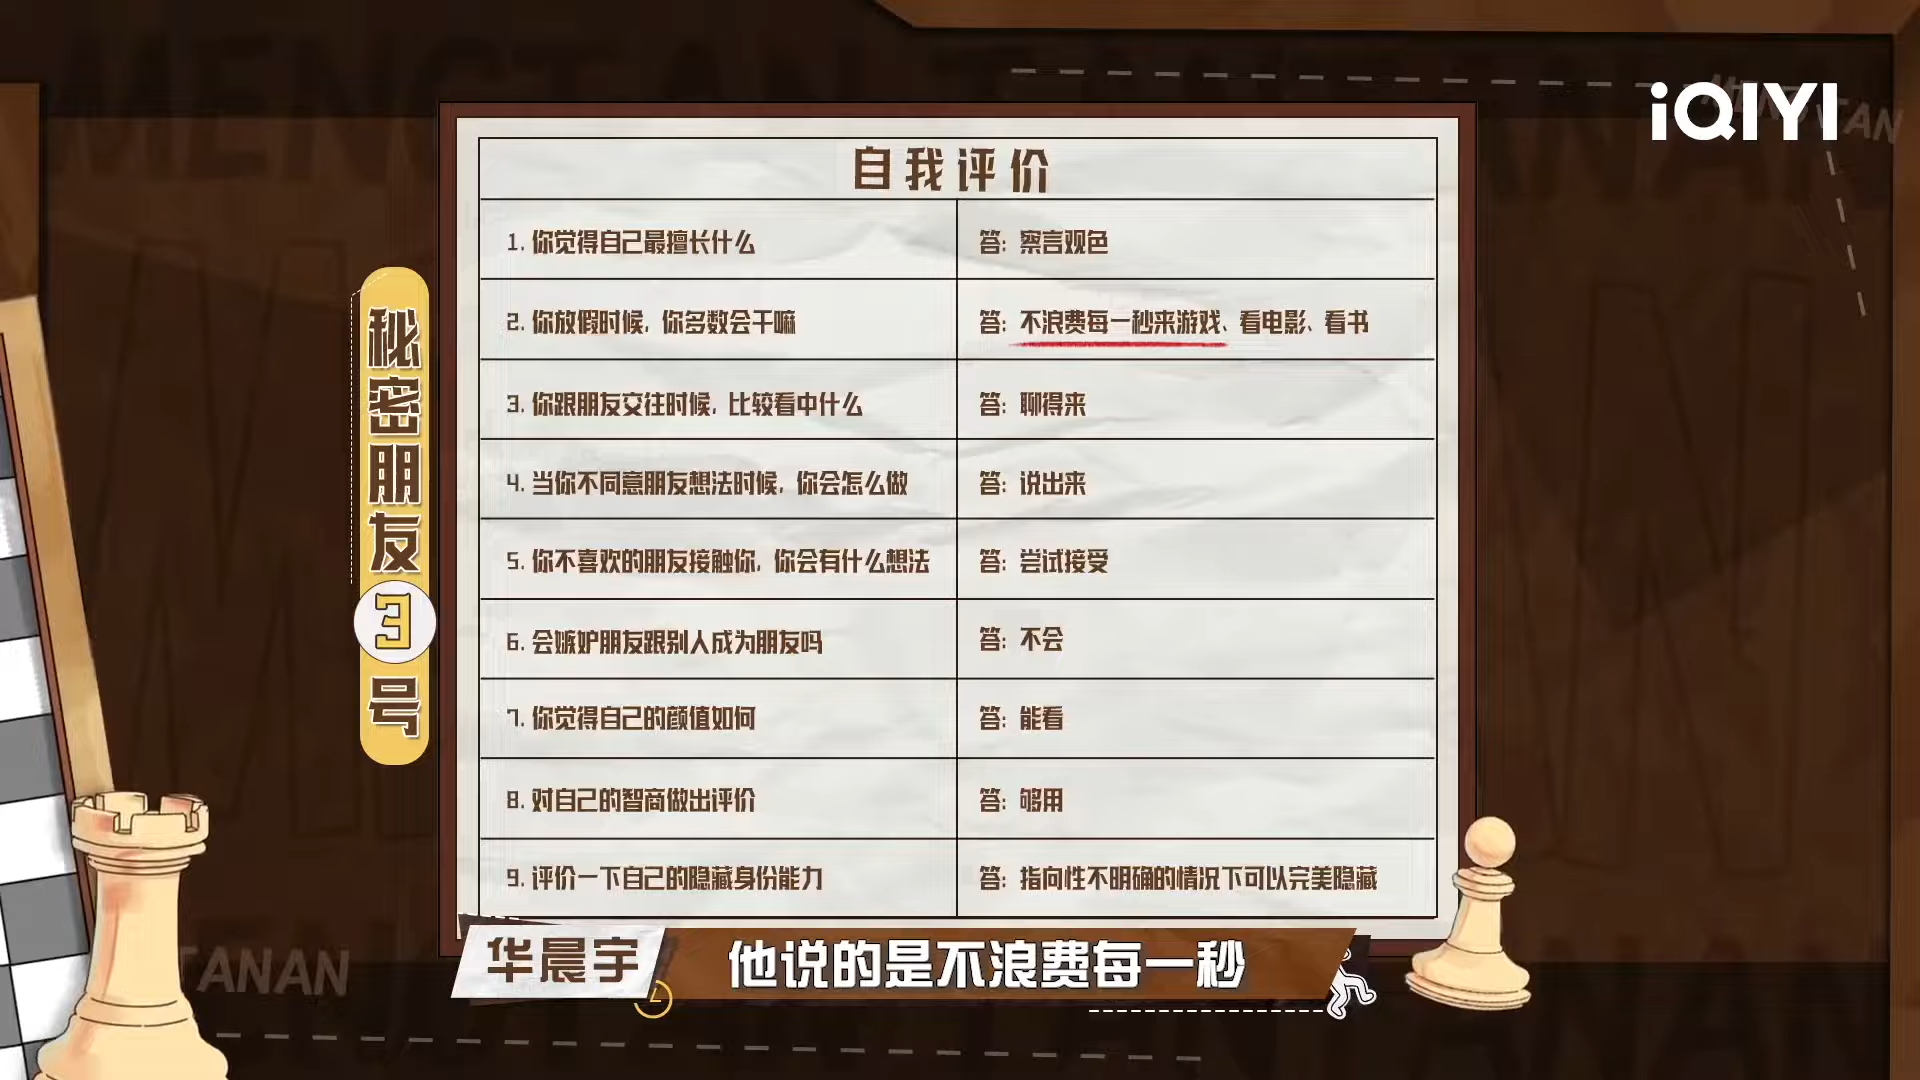 iQIYI
自我评价
1. 你觉得自己最擅长什么
答：察言观色
2. 你放假时候，你多数会干嘛
答：不浪费每一秒来游戏、看电影、看书
3. 你跟朋友交往时候，比较看中什么
答：聊得来
4. 当你不同意朋友想法时候，你会怎么做
答：说出来
5. 你不喜欢的朋友接触你，你会有什么想法
答：尝试接受
6. 会嫉妒朋友跟别人成为朋友吗
答：不会
7. 你觉得自己的颜值如何
答：能看
8. 对自己的智商做出评价
答：够用
9. 评价一下自己的隐藏身份能力
答：指向性不明确的情况下可以完美隐藏
秘密朋友3号
华晨宇
他说的是不浪费每一秒
TANAN